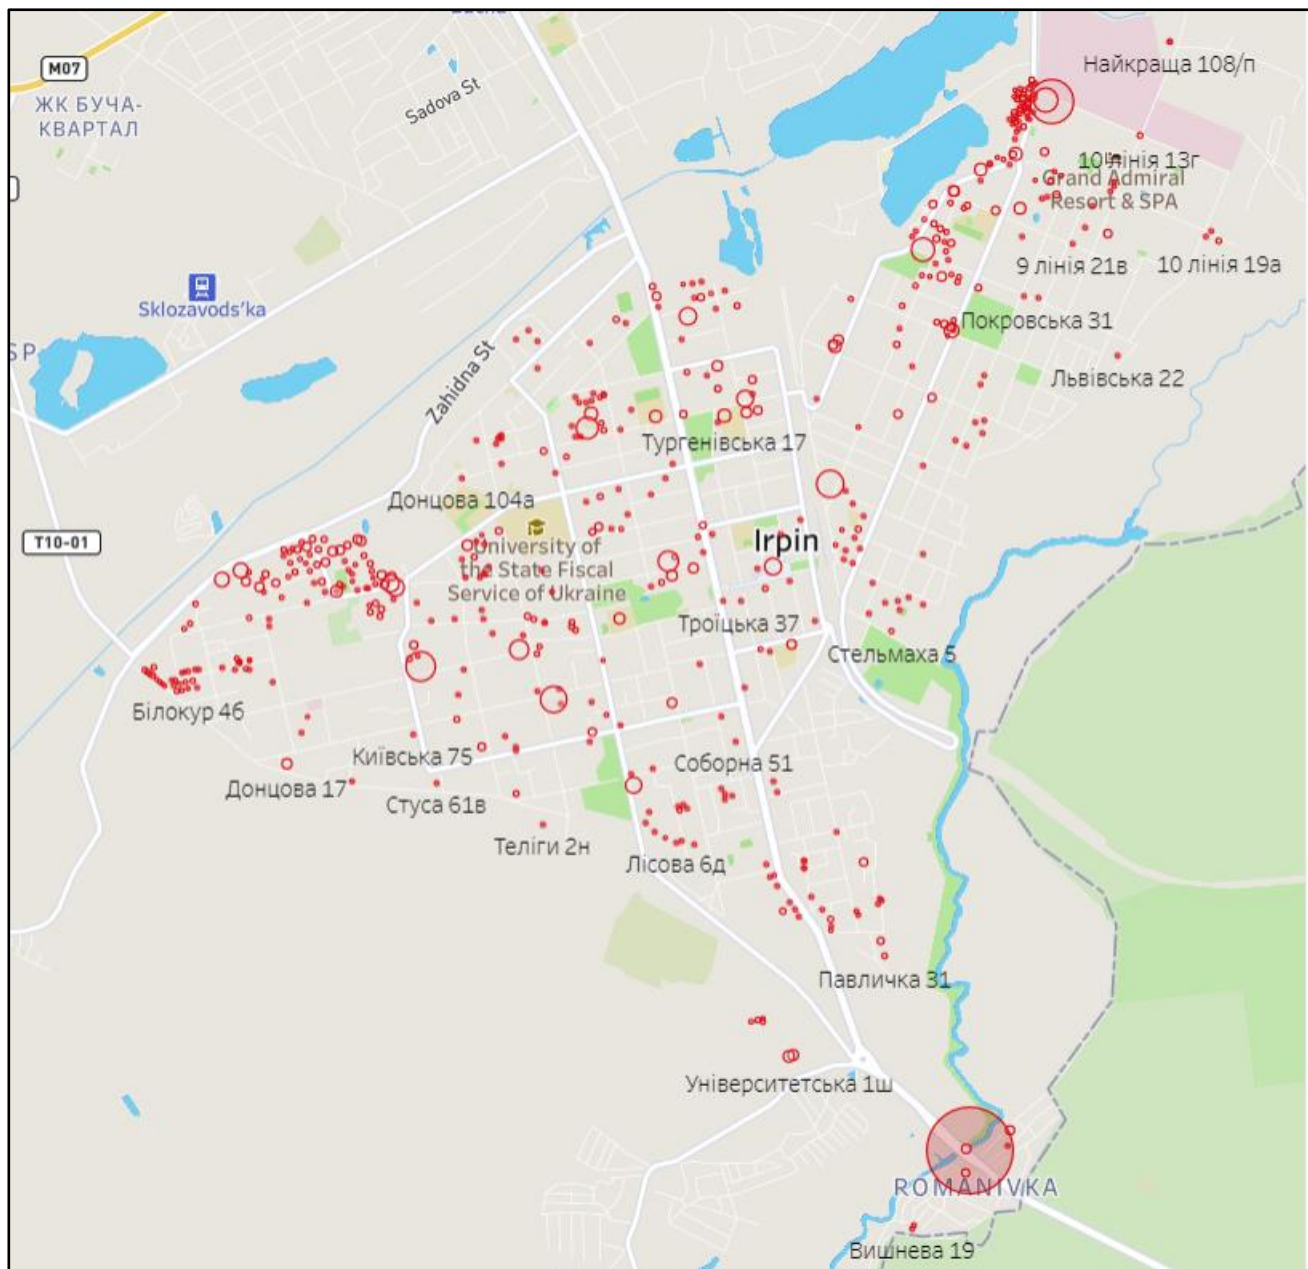 M07
ЖК БУЧА-
КВАРТАЛ
Sadova St
Найкраща 108/п
10 лінія 13г
Grand Admiral
Resort & SPA
9 лінія 21в
10 лінія 19а
Sklozavods'ka
Покровська 31
SP
Zahidna St
Львівська 22
Тургенівська 17
Донцова 104а
T10-01
Irpin
University of
the State Fiscal
Service of Ukraine
Троїцька 37
Стельмаха 5
Білокур 4б
Київська 75
Соборна 51
Донцова 17
Стуса 61в
Теліги 2н
Лісова 6д
Павличка 31
Університетська 1ш
ROMANIVKA
Вишнева 19